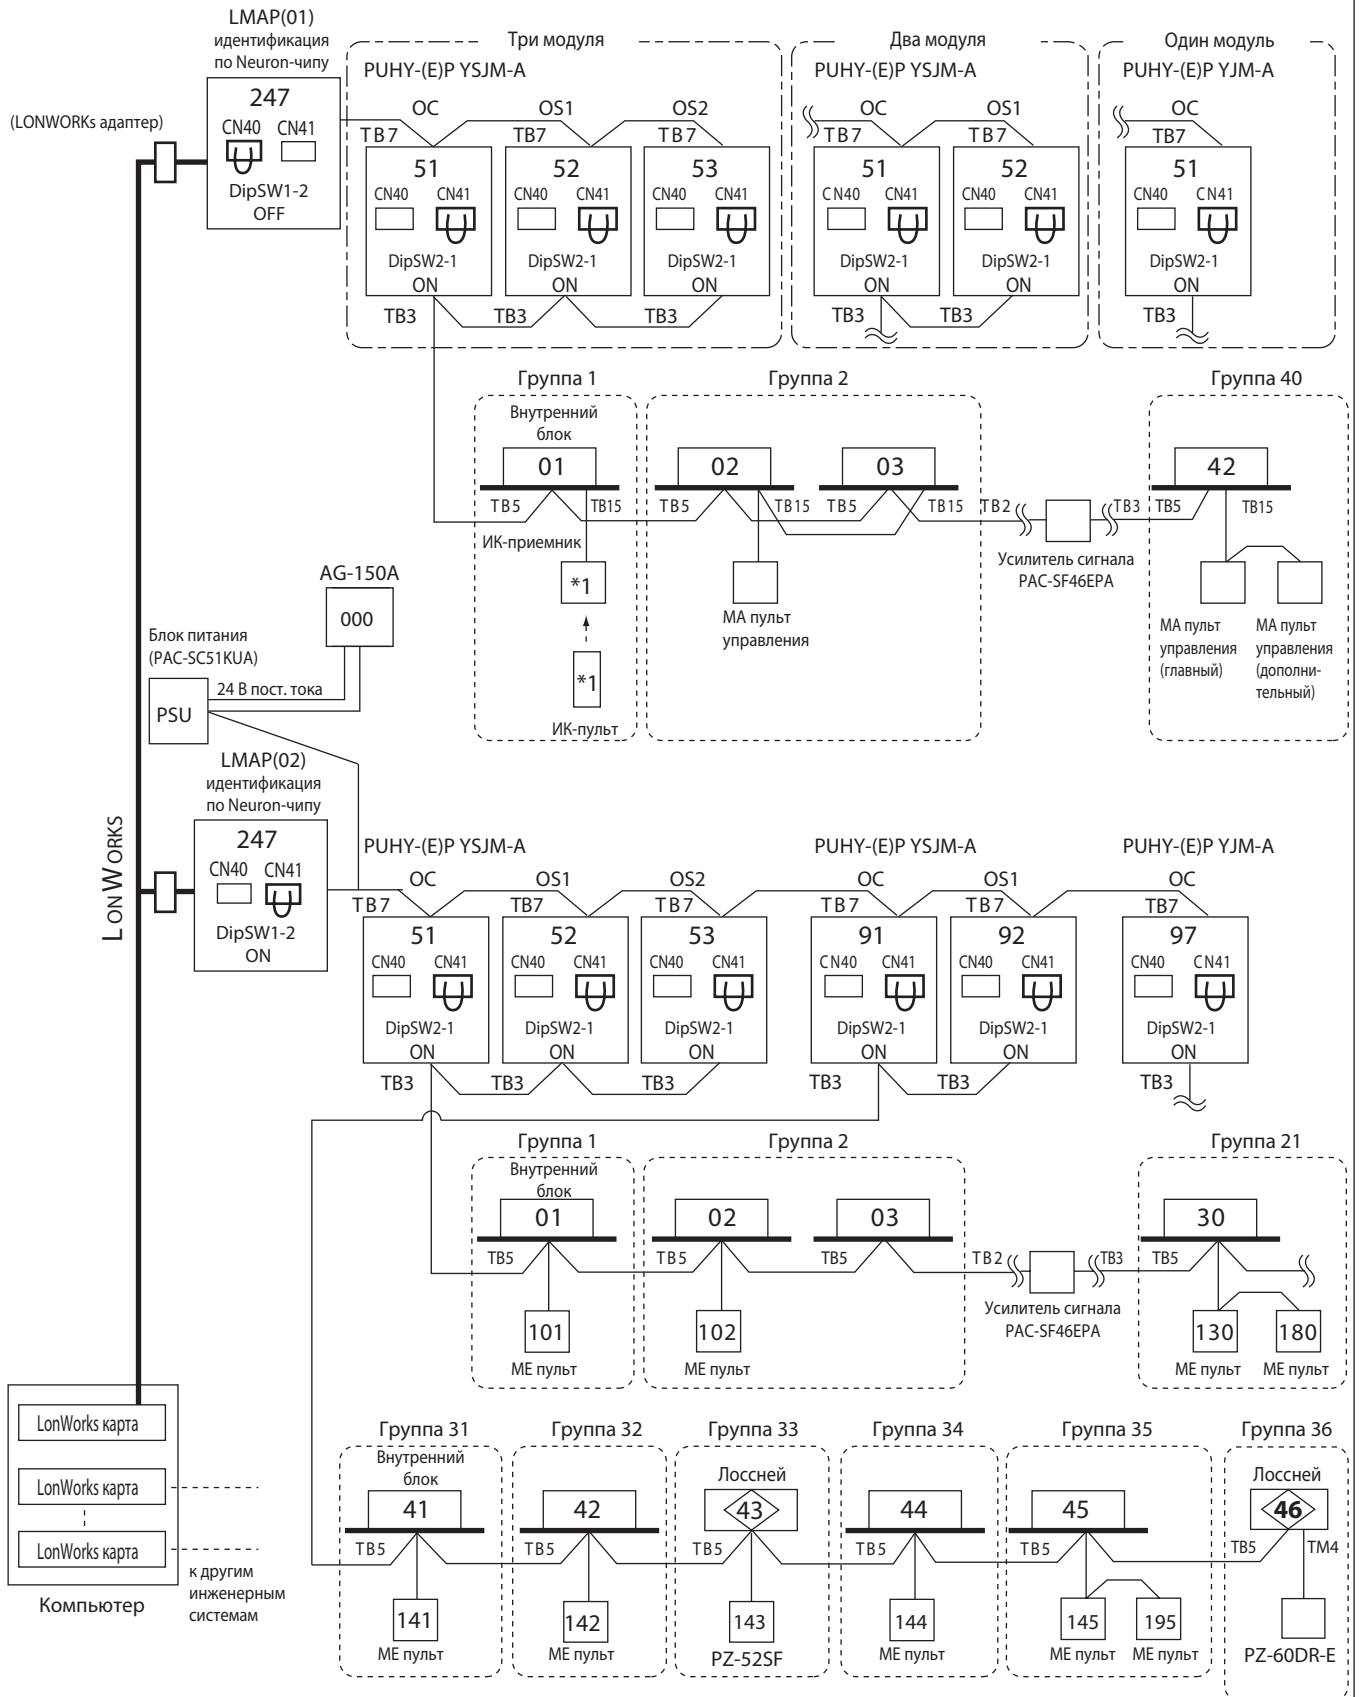 LMAP(01)
идентификация
по Neuron-чипу
(LONWORKs адаптер)
247
CN40 CN41
DipSW1-2
OFF
Три модуля
PUHY-(E)P YSJM-A
OC OS1 OS2
TB7 TB7 TB7
51 52 53
CN40 CN41 CN40 CN41 CN40 CN41
DipSW2-1 DipSW2-1 DipSW2-1
ON ON ON
TB3 TB3 TB3
Два модуля
PUHY-(E)P YSJM-A
OC OS1
TB7 TB7
51 52
CN40 CN41 CN40 CN41
DipSW2-1 DipSW2-1
ON ON
TB3 TB3
Один модуль
PUHY-(E)P YJM-A
OC
TB7
51
CN40 CN41
DipSW2-1
ON
TB3
Группа 1
Внутренний
блок
01
TB5 TB15
ИК-приемник
*1
*1
ИК-пульт
Группа 2
02 03
TB5 TB15 TB5 TB15
МА пульт
управления
TB2 TB3
Усилитель сигнала
PAC-SF46EPA
Группа 40
42
TB5 TB15
МА пульт
управления
(главный)
МА пульт
управления
(дополни-
тельный)
AG-150A
000
Блок питания
(PAC-SC51KUA)
24 В пост. тока
PSU
LMAP(02)
идентификация
по Neuron-чипу
247
CN40 CN41
DipSW1-2
ON
LONWORKS
PUHY-(E)P YSJM-A
OC OS1 OS2
TB7 TB7 TB7
51 52 53
CN40 CN41 CN40 CN41 CN40 CN41
DipSW2-1 DipSW2-1 DipSW2-1
ON ON ON
TB3 TB3 TB3
PUHY-(E)P YSJM-A
OC OS1
TB7 TB7
91 92
CN40 CN41 CN40 CN41
DipSW2-1 DipSW2-1
ON ON
TB3 TB3
PUHY-(E)P YJM-A
OC
TB7
97
CN40 CN41
DipSW2-1
ON
TB3
Группа 1
Внутренний
блок
01
TB5
101
МЕ пульт
Группа 2
02 03
TB5 TB5
102
МЕ пульт
TB2 TB3
Усилитель сигнала
PAC-SF46EPA
Группа 21
30
TB5
130 180
МЕ пульт МЕ пульт
LonWorks карта
LonWorks карта
LonWorks карта
Компьютер
к другим
инженерным
системам
Группа 31
Внутренний
блок
41
TB5
141
МЕ пульт
Группа 32
42
TB5
142
МЕ пульт
Группа 33
Лоссней
43
TB5
143
PZ-52SF
Группа 34
44
TB5
144
МЕ пульт
Группа 35
45
TB5
145 195
МЕ пульт МЕ пульт
Группа 36
Лоссней
46
TB5 TM4
PZ-60DR-E